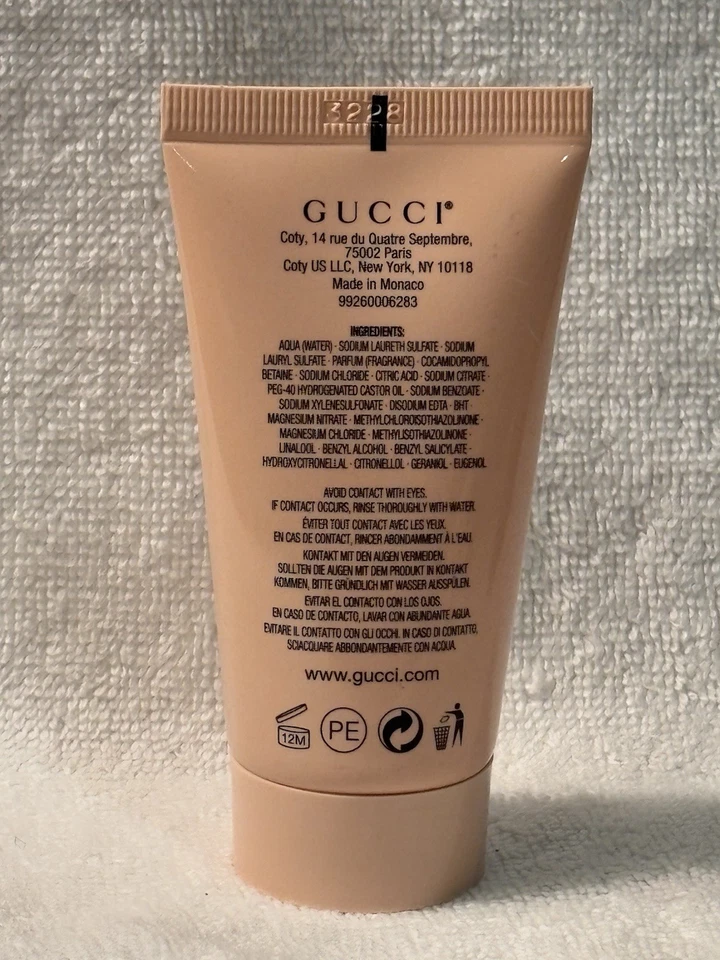 3228
GUCCI®
Coty, 14 rue du Quatre Septembre,
75002 Paris
Coty US LLC, New York, NY 10118
Made in Monaco
99260006283
INGREDIENTS:
AQUA (WATER) · SODIUM LAURETH SULFATE · SODIUM
LAURYL SULFATE · PARFUM (FRAGRANCE) · COCAMIDOPROPYL
BETAINE · SODIUM CHLORIDE · CITRIC ACID · SODIUM CITRATE ·
PEG-40 HYDROGENATED CASTOR OIL · SODIUM BENZOATE ·
SODIUM XYLENESULFONATE · DISODIUM EDTA · BHT ·
MAGNESIUM NITRATE · METHYLCHLOROISOTHIAZOLINONE ·
MAGNESIUM CHLORIDE · METHYLISOTHIAZOLINONE ·
LINALOOL · BENZYL ALCOHOL · BENZYL SALICYLATE ·
HYDROXYCITRONELLAL · CITRONELLOL · GERANIOL · EUGENOL
AVOID CONTACT WITH EYES.
IF CONTACT OCCURS, RINSE THOROUGHLY WITH WATER.
ÉVITER TOUT CONTACT AVEC LES YEUX.
EN CAS DE CONTACT, RINCER ABONDAMMENT À L'EAU.
KONTAKT MIT DEN AUGEN VERMEIDEN.
SOLLTEN DIE AUGEN MIT DEM PRODUKT IN KONTAKT
KOMMEN, BITTE GRÜNDLICH MIT WASSER AUSSPÜLEN.
EVITAR EL CONTACTO CON LOS OJOS.
EN CASO DE CONTACTO, LAVAR CON ABUNDANTE AGUA.
EVITARE IL CONTATTO CON GLI OCCHI. IN CASO DI CONTATTO,
SCIACQUARE ABBONDANTEMENTE CON ACQUA.
www.gucci.com
12M PE